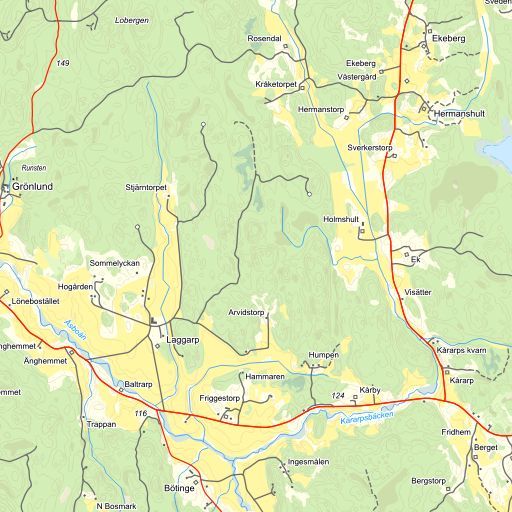 Sveden
Lobergen
Rosendal
Ekeberg
149
Ekeberg
Västergård
Kråketorpet
Hermanstorp
Hermanshult
Sverkerstorp
Runsten
Grönlund
Stjärntorpet
Holmshult
Ek
Sommelyckan
Hogården
Lönebostället
Visätter
Arvidstorp
Åsboån
Laggarp
Änghemmet
Änghemmet
Kårarps kvarn
Humpen
Hammaren
Kårarp
Baltrarp
Kårby
124
Friggestorp
116
Kårarpsbäcken
Trappan
Fridhem
Berget
Ingesmålen
Bötinge
Bergstorp
N Bosmark